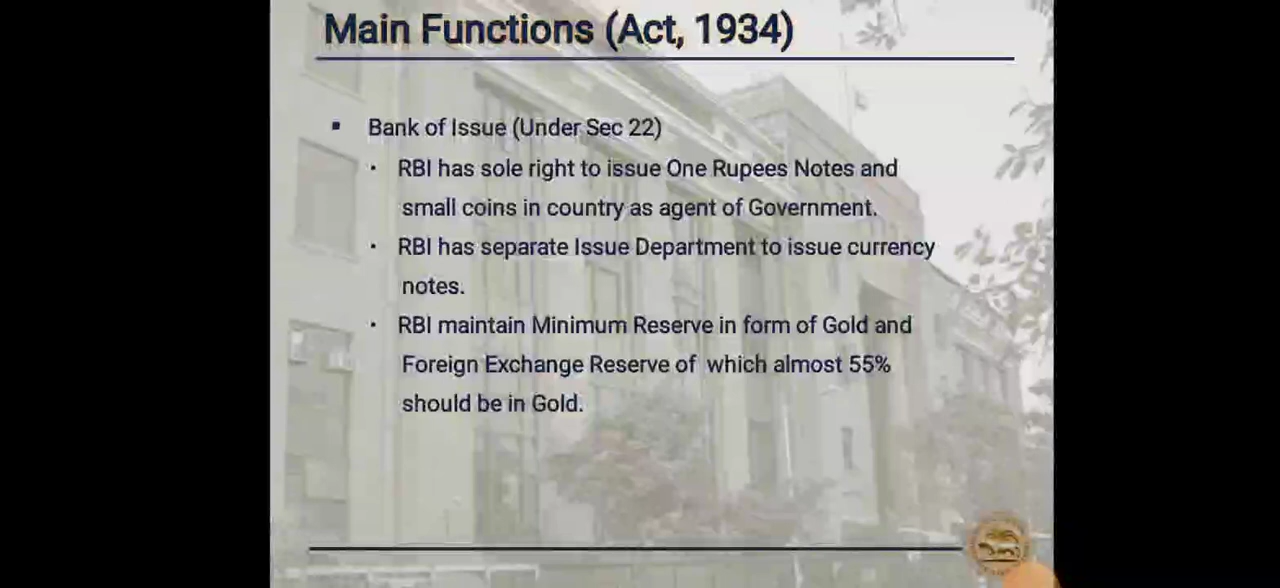 Main Functions (Act, 1934)
▪ Bank of Issue (Under Sec 22)
· RBI has sole right to issue One Rupees Notes and
small coins in country as agent of Government.
· RBI has separate Issue Department to issue currency
notes.
· RBI maintain Minimum Reserve in form of Gold and
Foreign Exchange Reserve of which almost 55%
should be in Gold.